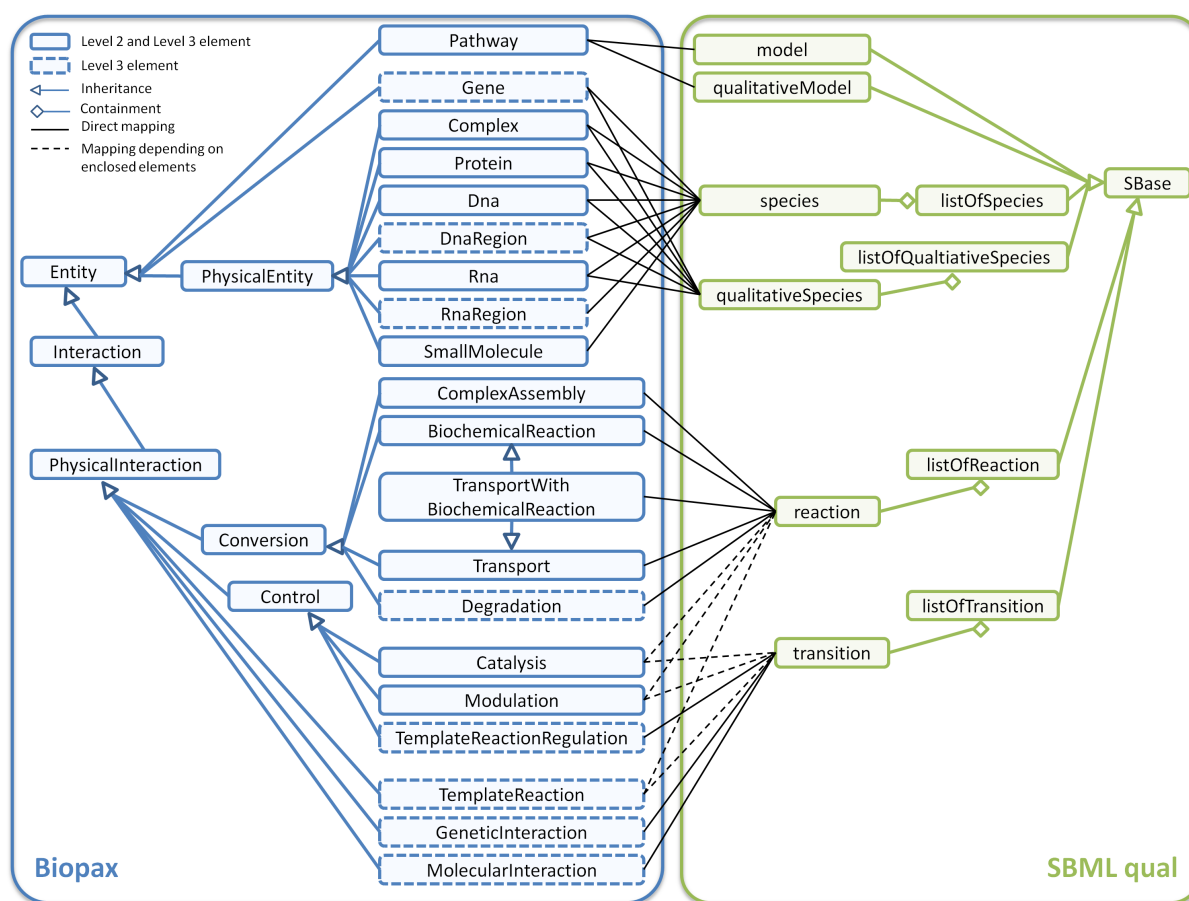 Level 2 and Level 3 element
Level 3 element
Inheritance
Containment
Direct mapping
Mapping depending on
enclosed elements
Entity
Interaction
PhysicalInteraction
PhysicalEntity
Conversion
Control
Pathway
Gene
Complex
Protein
Dna
DnaRegion
Rna
RnaRegion
SmallMolecule
ComplexAssembly
BiochemicalReaction
TransportWith
BiochemicalReaction
Transport
Degradation
Catalysis
Modulation
TemplateReactionRegulation
TemplateReaction
GeneticInteraction
MolecularInteraction
Biopax
model
qualitativeModel
species
listOfSpecies
SBase
listOfQualtiativeSpecies
qualitativeSpecies
listOfReaction
reaction
listOfTransition
transition
SBML qual